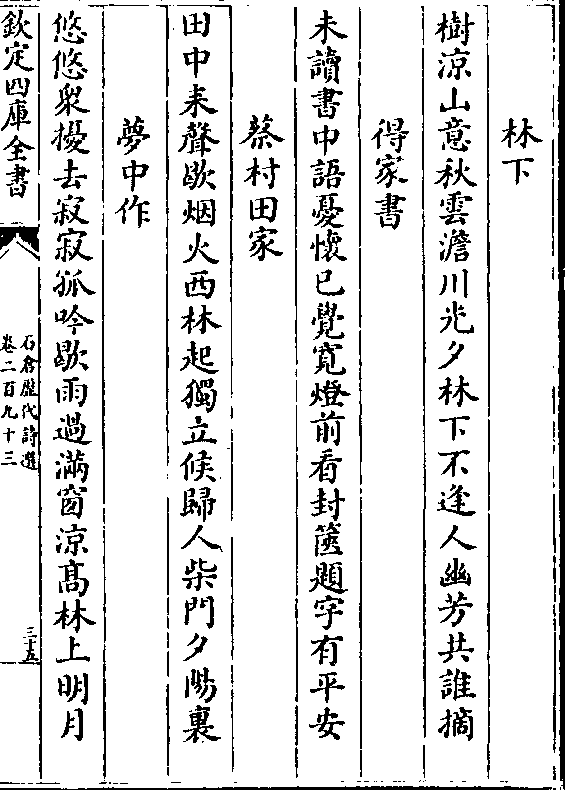 林下
樹涼山意秋雲澹川光夕林下不逢人幽芳共誰摘
得家書
未讀書中語憂懷已覺寛燈前看封篋題字有平安
蔡村田家
田中耒聲歇烟火西林起獨立候歸人柴門夕陽裏
夢中作
悠悠衆擾去寂寂孤吟歇雨過滿窗涼髙林上明月
欽定四庫全書
石倉歷代詩選
卷二百九十三
三十五